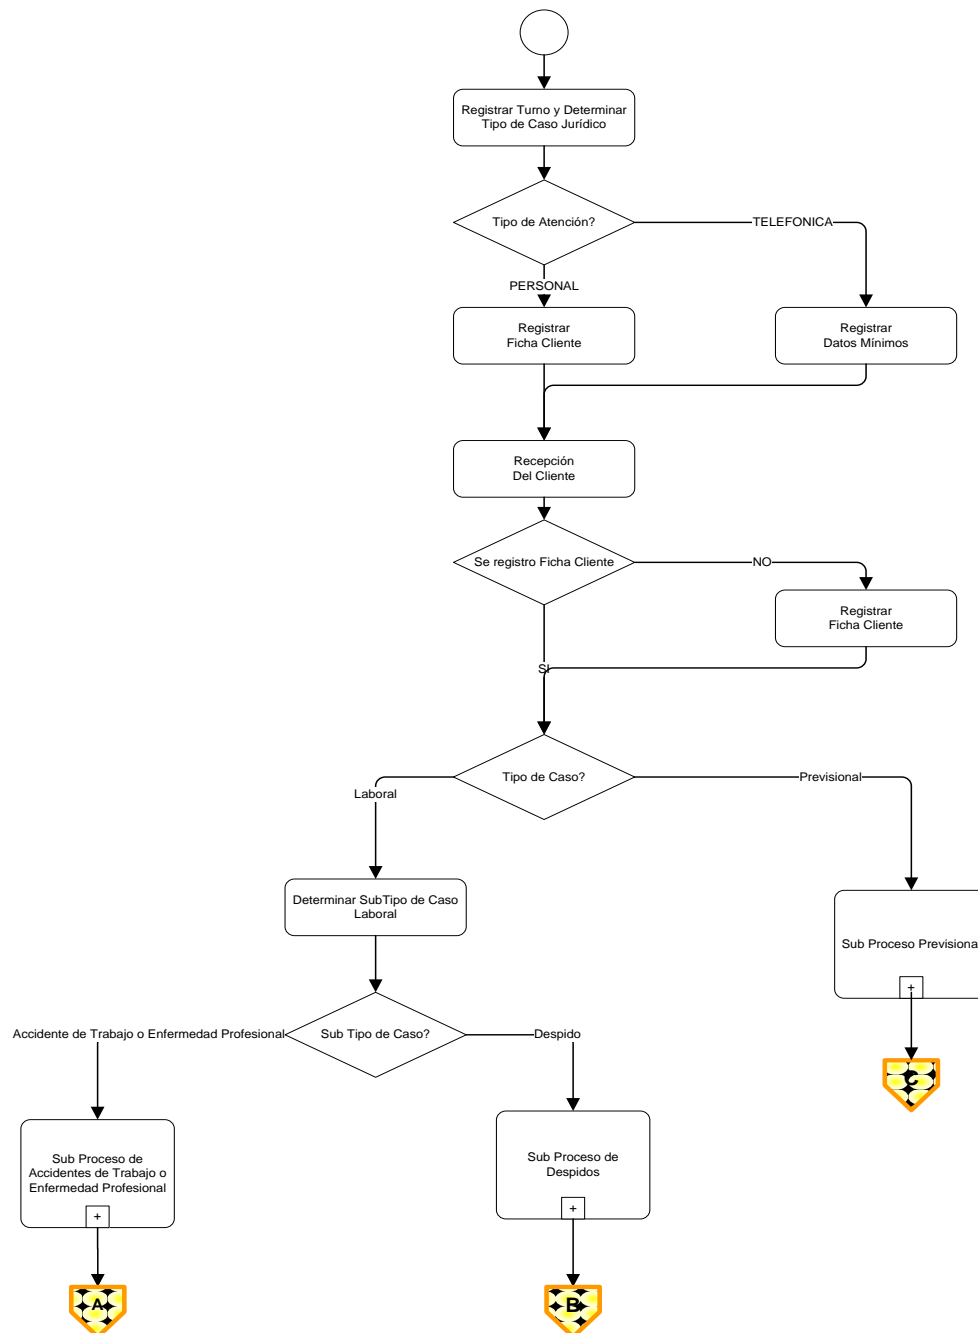 Registrar Turno y Determinar
Tipo de Caso Jurídico
Tipo de Atención?
TELEFONICA
PERSONAL
Registrar
Ficha Cliente
Registrar
Datos Mínimos
Recepción
Del Cliente
Se registro Ficha Cliente
NO
Registrar
Ficha Cliente
SI
Tipo de Caso?
Previsional
Laboral
Determinar SubTipo de Caso
Laboral
Sub Proceso Previsional
+
Accidente de Trabajo o Enfermedad Profesional
Sub Tipo de Caso?
Despido
C
Sub Proceso de
Accidentes de Trabajo o
Enfermedad Profesional
+
Sub Proceso de
Despidos
+
A
B